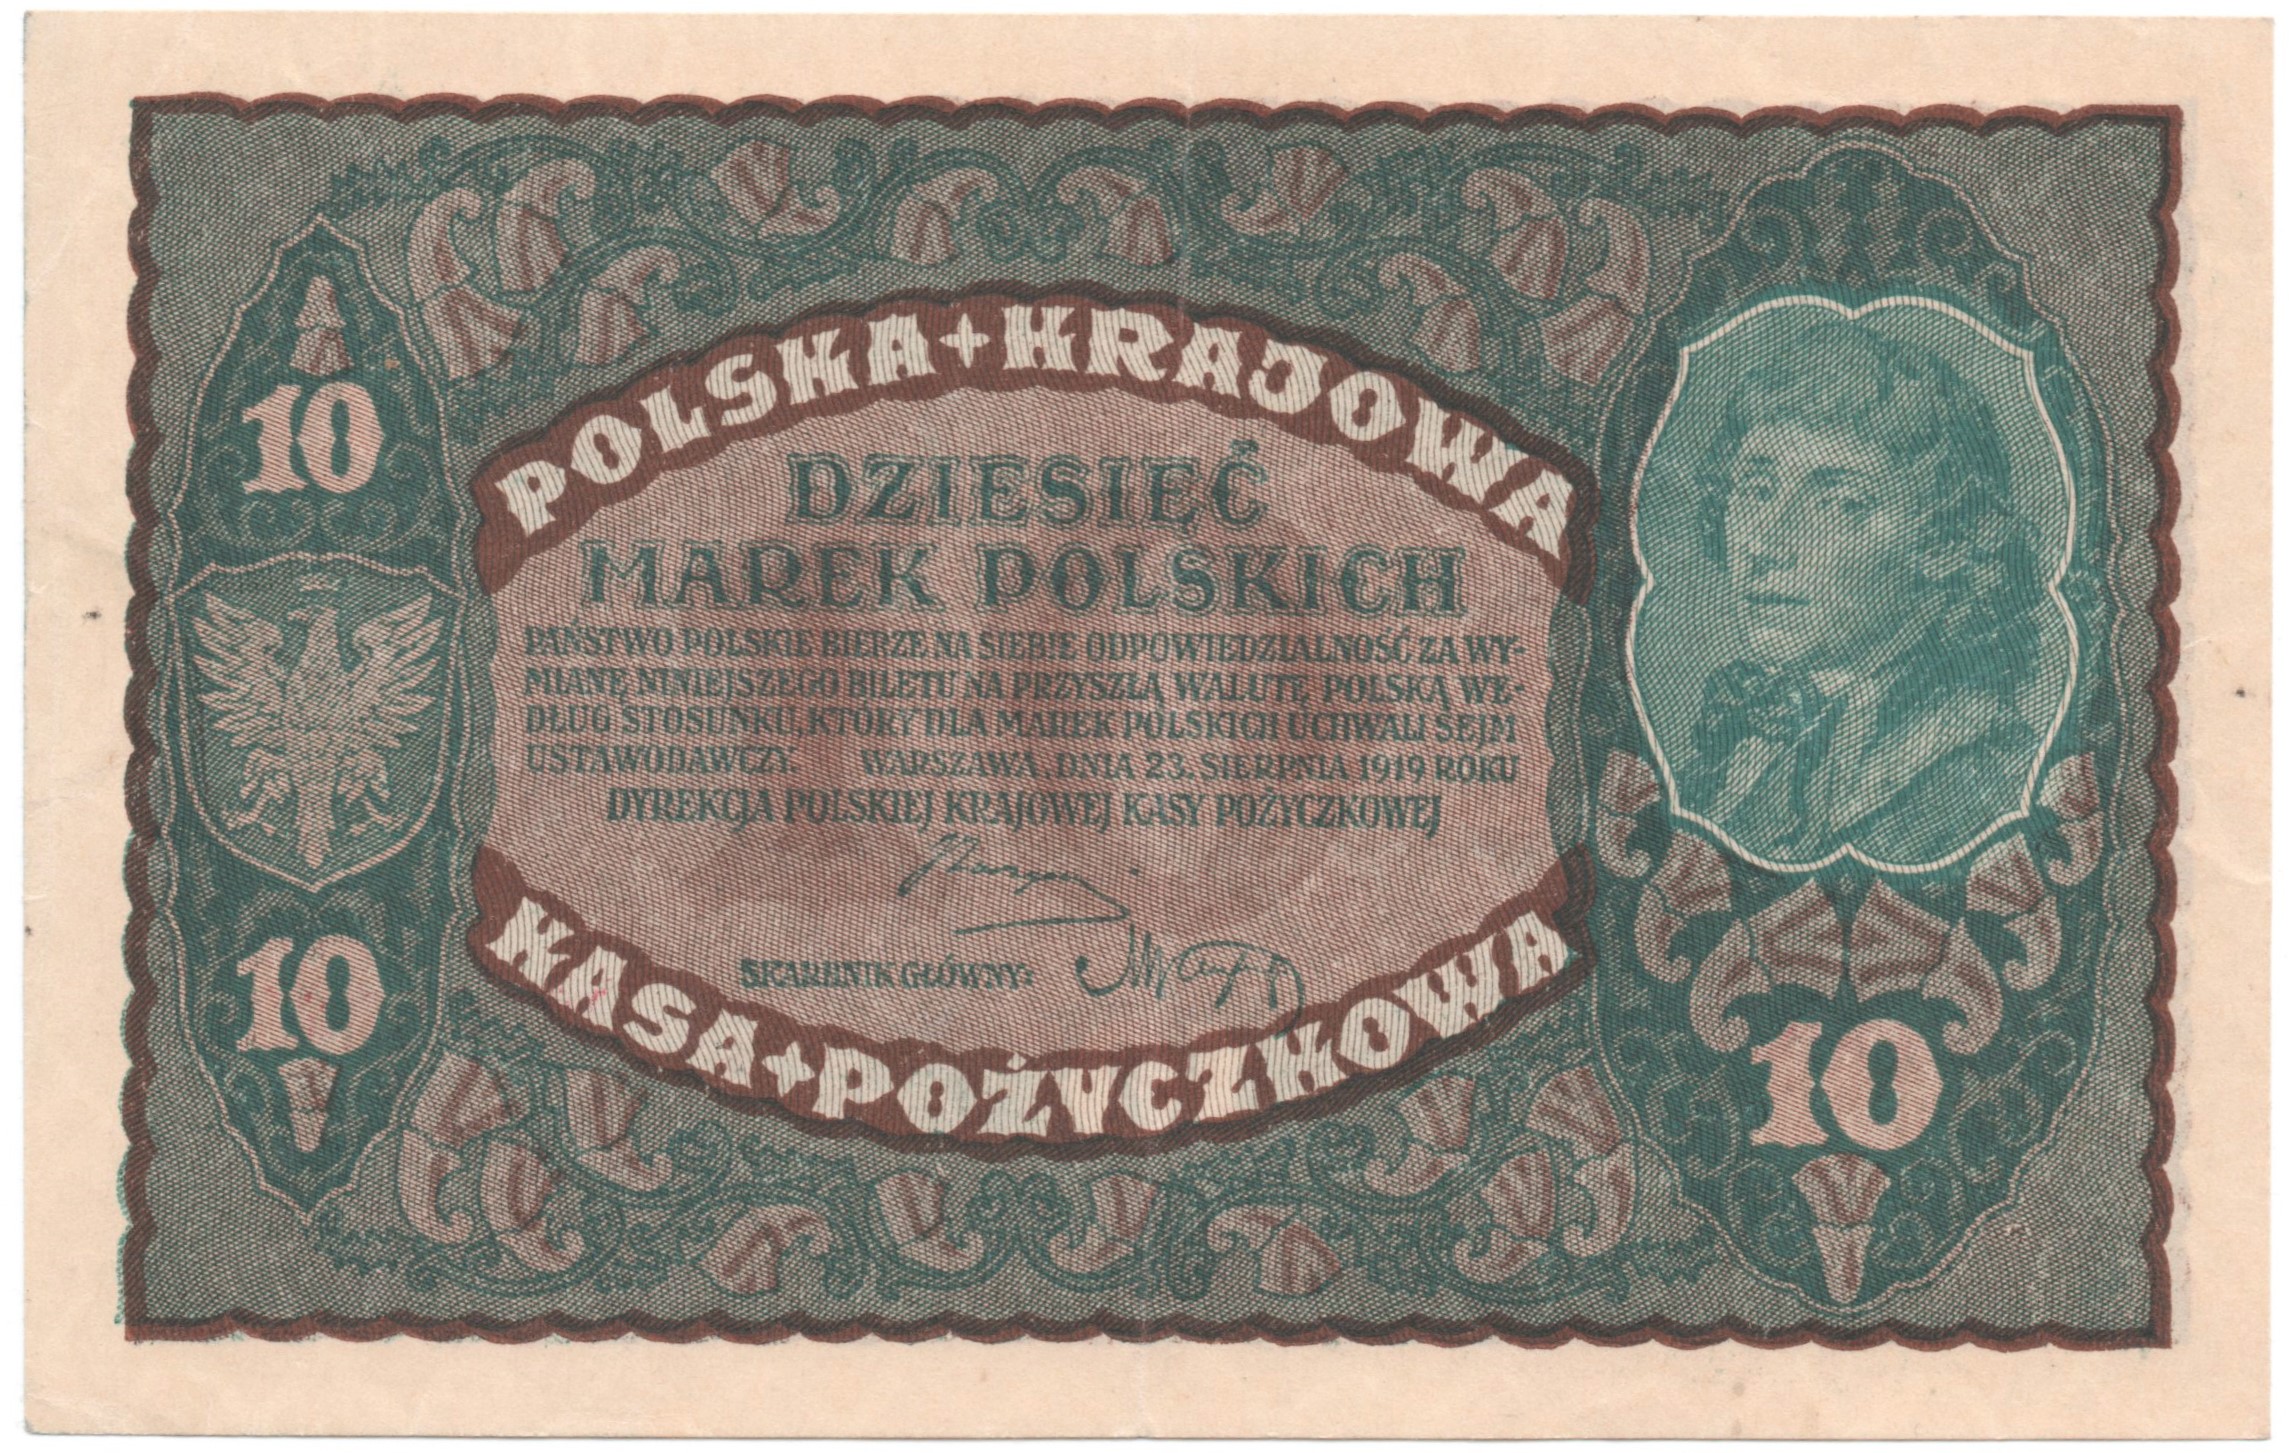 POLSKA+KRAJOWA
10
DZIESIĘĆ
MAREK POLSKICH
PAŃSTWO POLSKIE BIERZE NA SIEBIE ODPOWIEDZIALNOŚĆ ZA WY-
MIANĘ NINIEJSZEGO BILETU NA PRZYSZŁĄ WALUTĘ POLSKĄ WE-
DŁUG STOSUNKU, KTÓRY DLA MAREK POLSKICH UCHWALI SEJM
USTAWODAWCZY. WARSZAWA, DNIA 23. SIERPNIA 1919 ROKU
DYREKCJA POLSKIEJ KRAJOWEJ KASY POŻYCZKOWEJ
SKARBNIK GŁÓWNY:
10
KASA+POŻYCZKOWA
10